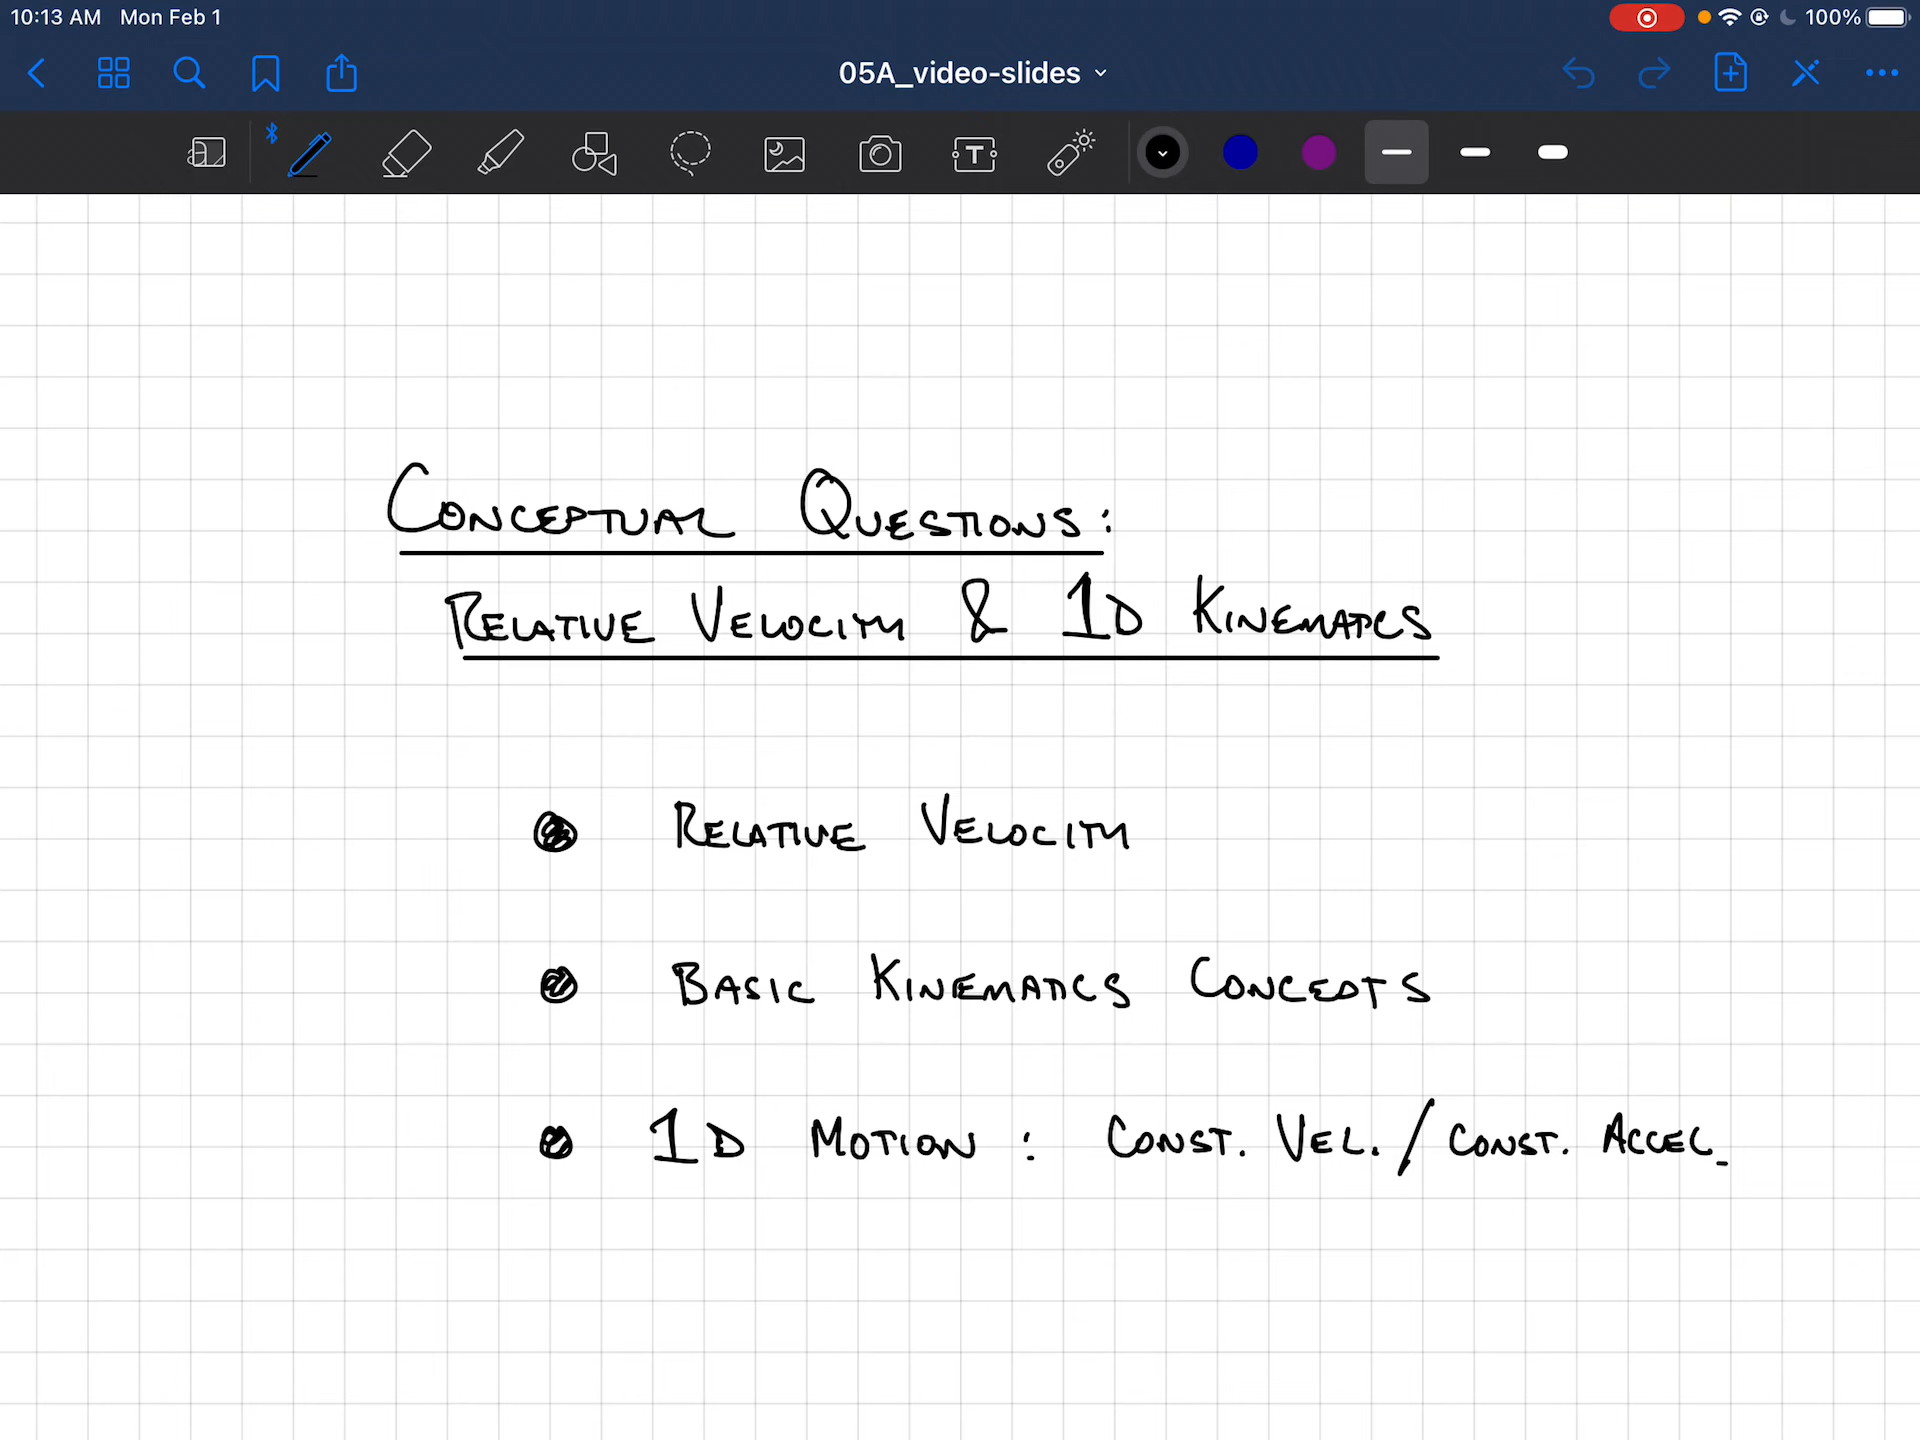 10:13 AM Mon Feb 1
100%
05A_video-slides
CONCEPTUAL QUESTIONS:
RELATIVE VELOCITY & 1D KINEMATICS
RELATIVE VELOCITY
BASIC KINEMATICS CONCEPTS
1D MOTION: CONST. VEL./CONST. ACCEL.